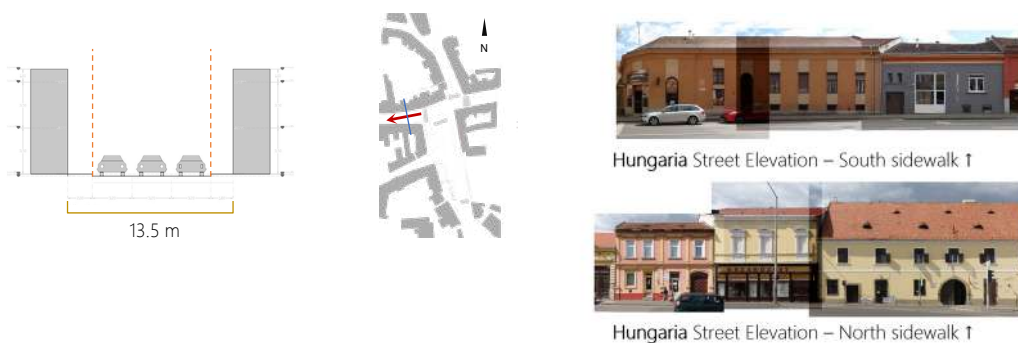 13.5 m
N
Hungaria Street Elevation – South sidewalk ↑
Hungaria Street Elevation – North sidewalk ↑